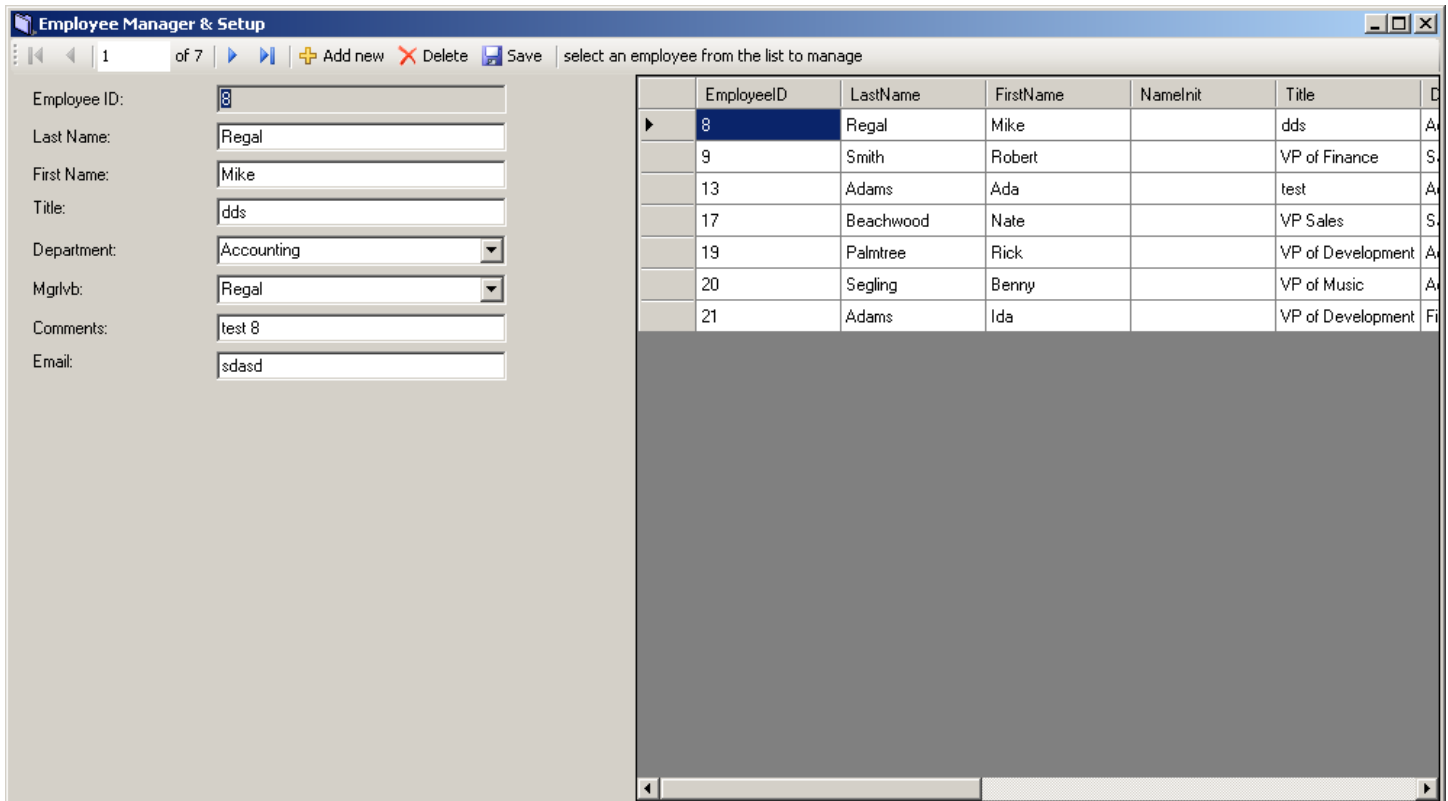 Employee Manager & Setup
1 of 7 Add new Delete Save select an employee from the list to manage
Employee ID: 8
Last Name: Regal
First Name: Mike
Title: dds
Department: Accounting
Mgrlvb: Regal
Comments: test 8
Email: sdasd
EmployeeID LastName FirstName NameInit Title D
8 Regal Mike dds
9 Smith Robert VP of Finance
13 Adams Ada test
17 Beachwood Nate VP Sales
19 Palmtree Rick VP of Development
20 Segling Benny VP of Music
21 Adams Ida VP of Development Fi